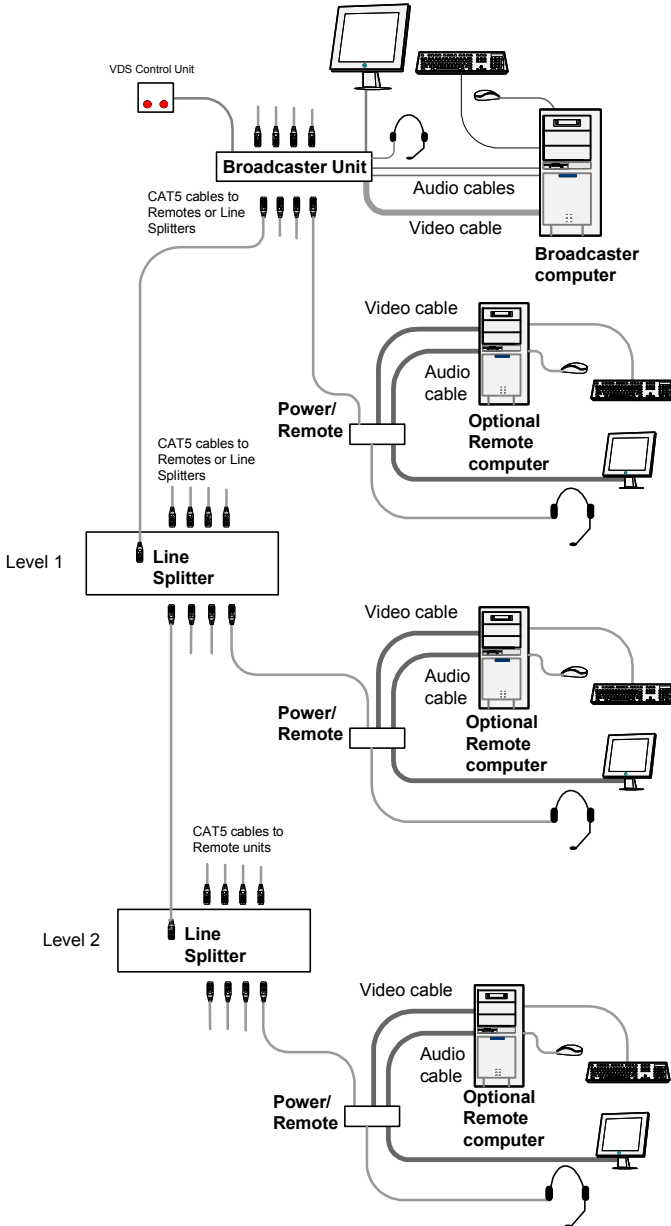 VDS Control Unit
Broadcaster Unit
CAT5 cables to
Remotes or Line
Splitters
Audio cables
Video cable
Broadcaster
computer
Video cable
Audio
cable
Power/
Remote
Optional
Remote
computer
CAT5 cables to
Remotes or Line
Splitters
Level 1
Line
Splitter
Video cable
Audio
cable
Power/
Remote
Optional
Remote
computer
CAT5 cables to
Remote units
Level 2
Line
Splitter
Video cable
Audio
cable
Power/
Remote
Optional
Remote
computer